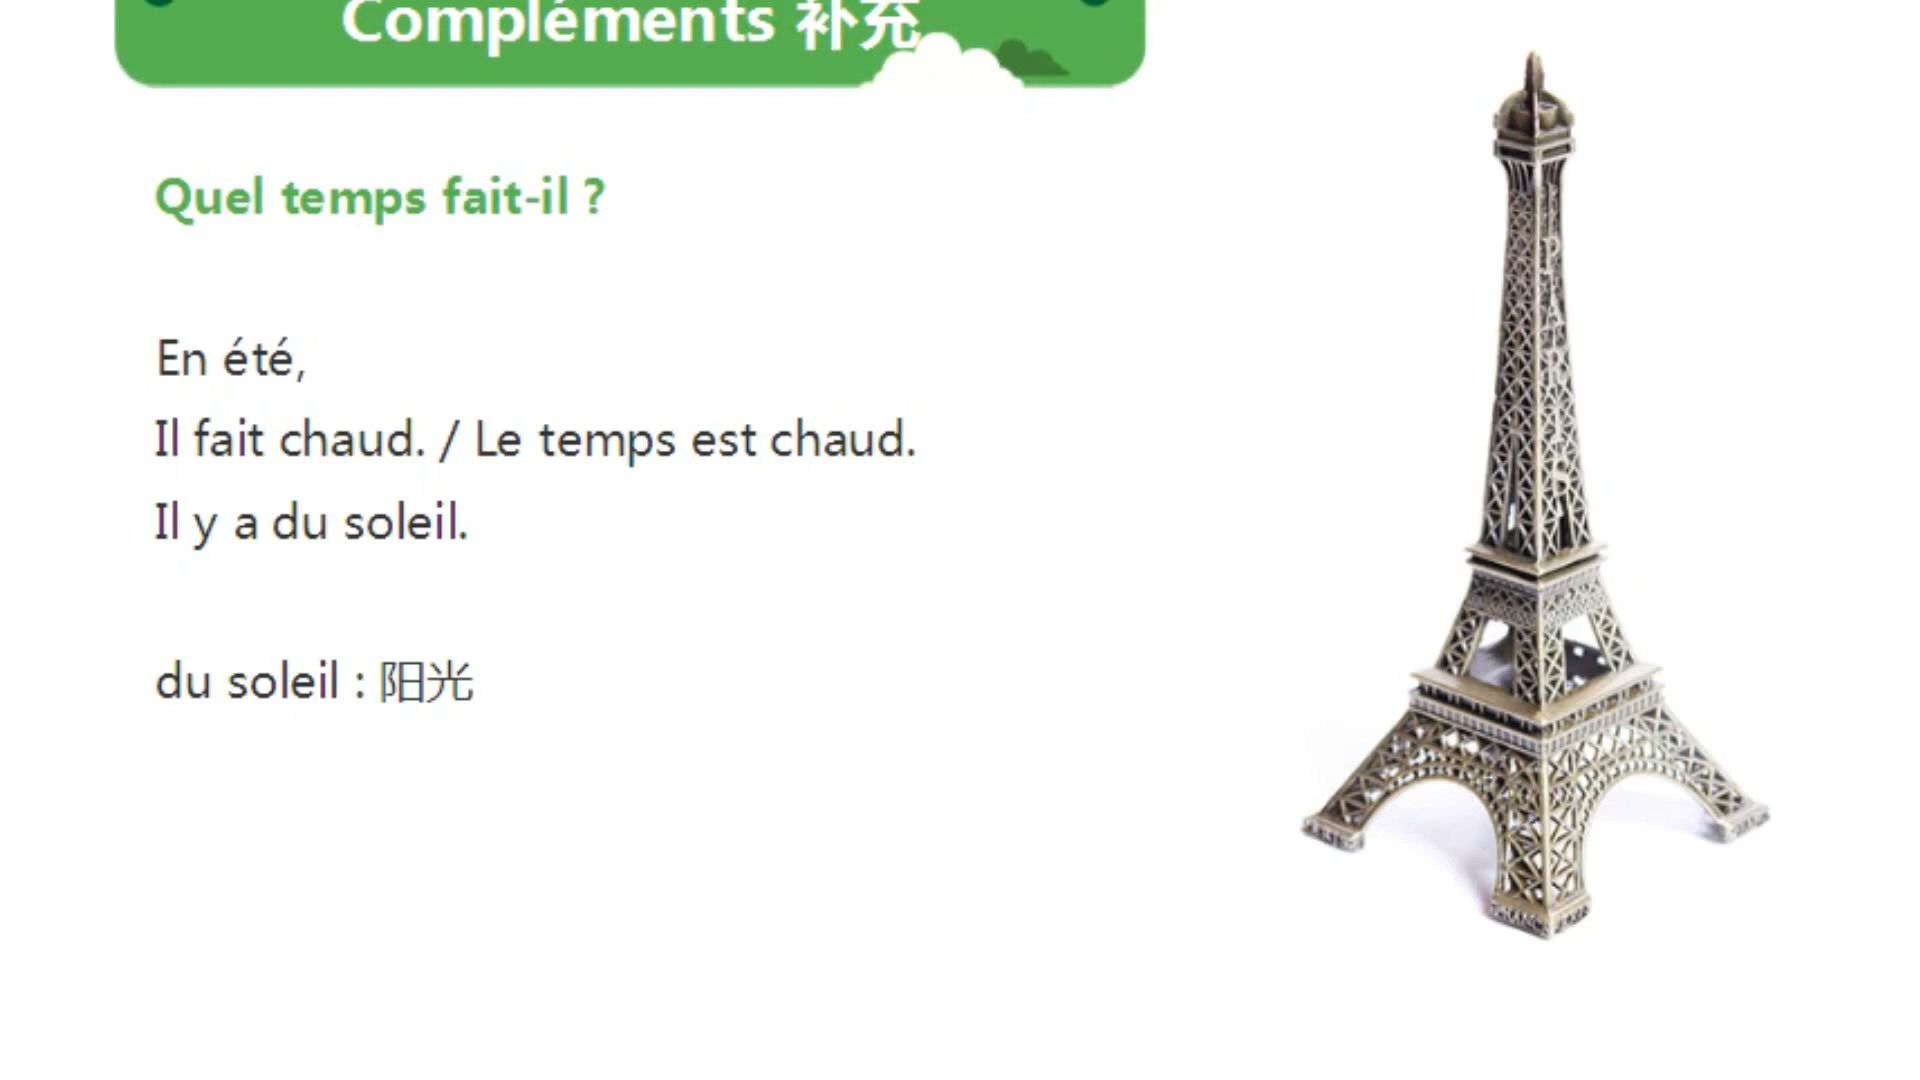 Compléments 补充
Quel temps fait-il ?
En été,
Il fait chaud. / Le temps est chaud.
Il y a du soleil.
du soleil : 阳光
PARIS